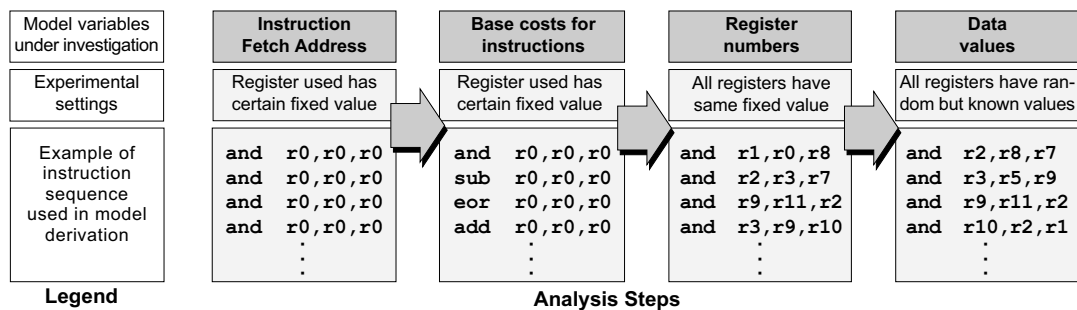 Model variables
under investigation
Instruction
Fetch Address
Base costs for
instructions
Register
numbers
Data
values
Experimental
settings
Register used has
certain fixed value
Register used has
certain fixed value
All registers have
same fixed value
All registers have ran-
dom but known values
Example of
instruction
sequence
used in model
derivation
and r0,r0,r0
and r0,r0,r0
and r0,r0,r0
and r0,r0,r0
and r0,r0,r0
sub r0,r0,r0
eor r0,r0,r0
add r0,r0,r0
and r1,r0,r8
and r2,r3,r7
and r9,r11,r2
and r3,r9,r10
and r2,r8,r7
and r3,r5,r9
and r9,r11,r2
and r10,r2,r1
Legend
Analysis Steps